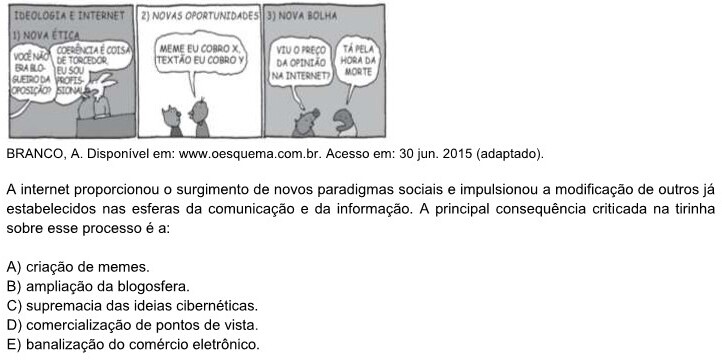 IDEOLOGIA E INTERNET
1) NOVA ÉTICA
VOCÊ NÃO
ERA BLO-
GUEIRO DA
OPOSIÇÃO?
COERÊNCIA É COISA
DE TORCEDOR,
EU SOU
PROFIS-
SIONAL
2) NOVAS OPORTUNIDADES
MEME EU COBRO X,
TEXTÃO EU COBRO Y
3) NOVA BOLHA
VIU O PREÇO
DA OPINIÃO
NA INTERNET?
TÁ PELA
HORA DA
MORTE
BRANCO, A. Disponível em: www.oesquema.com.br. Acesso em: 30 jun. 2015 (adaptado).
A internet proporcionou o surgimento de novos paradigmas sociais e impulsionou a modificação de outros já
estabelecidos nas esferas da comunicação e da informação. A principal consequência criticada na tirinha
sobre esse processo é a:
A) criação de memes.
B) ampliação da blogosfera.
C) supremacia das ideias cibernéticas.
D) comercialização de pontos de vista.
E) banalização do comércio eletrônico.